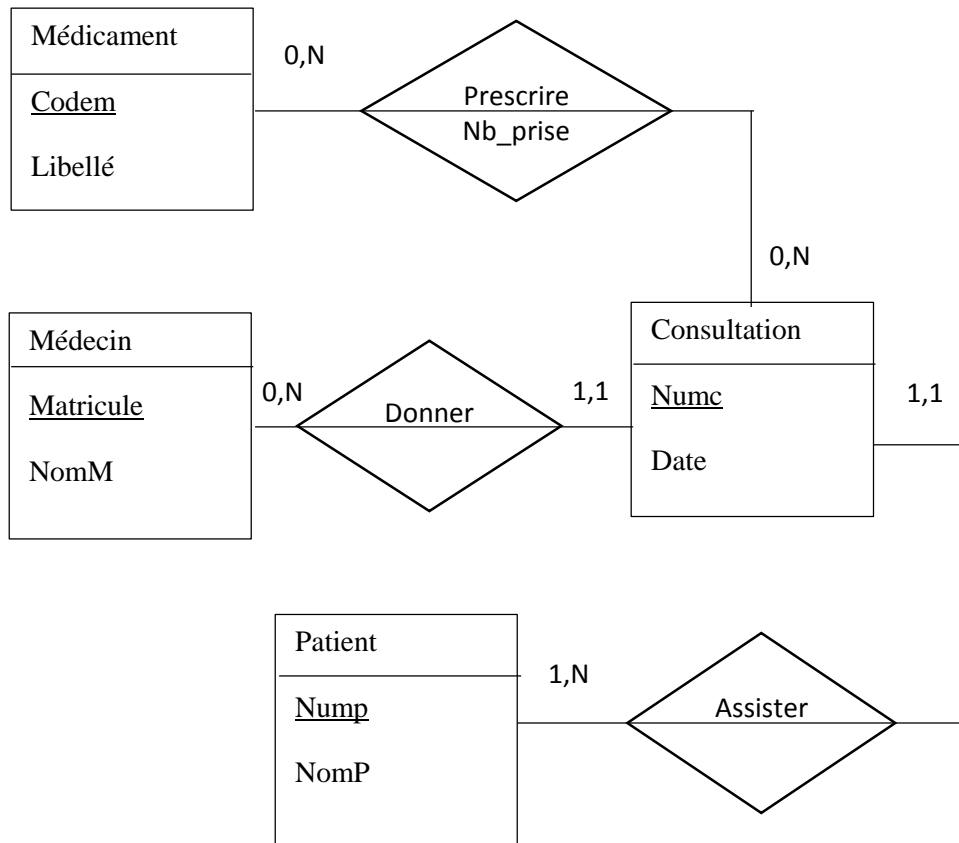 Médicament
Codem
Libellé
0,N
Prescrire
Nb_prise
0,N
Médecin
Matricule
NomM
0,N
Donner
1,1
Consultation
Numc
Date
1,1
Patient
Nump
NomP
1,N
Assister